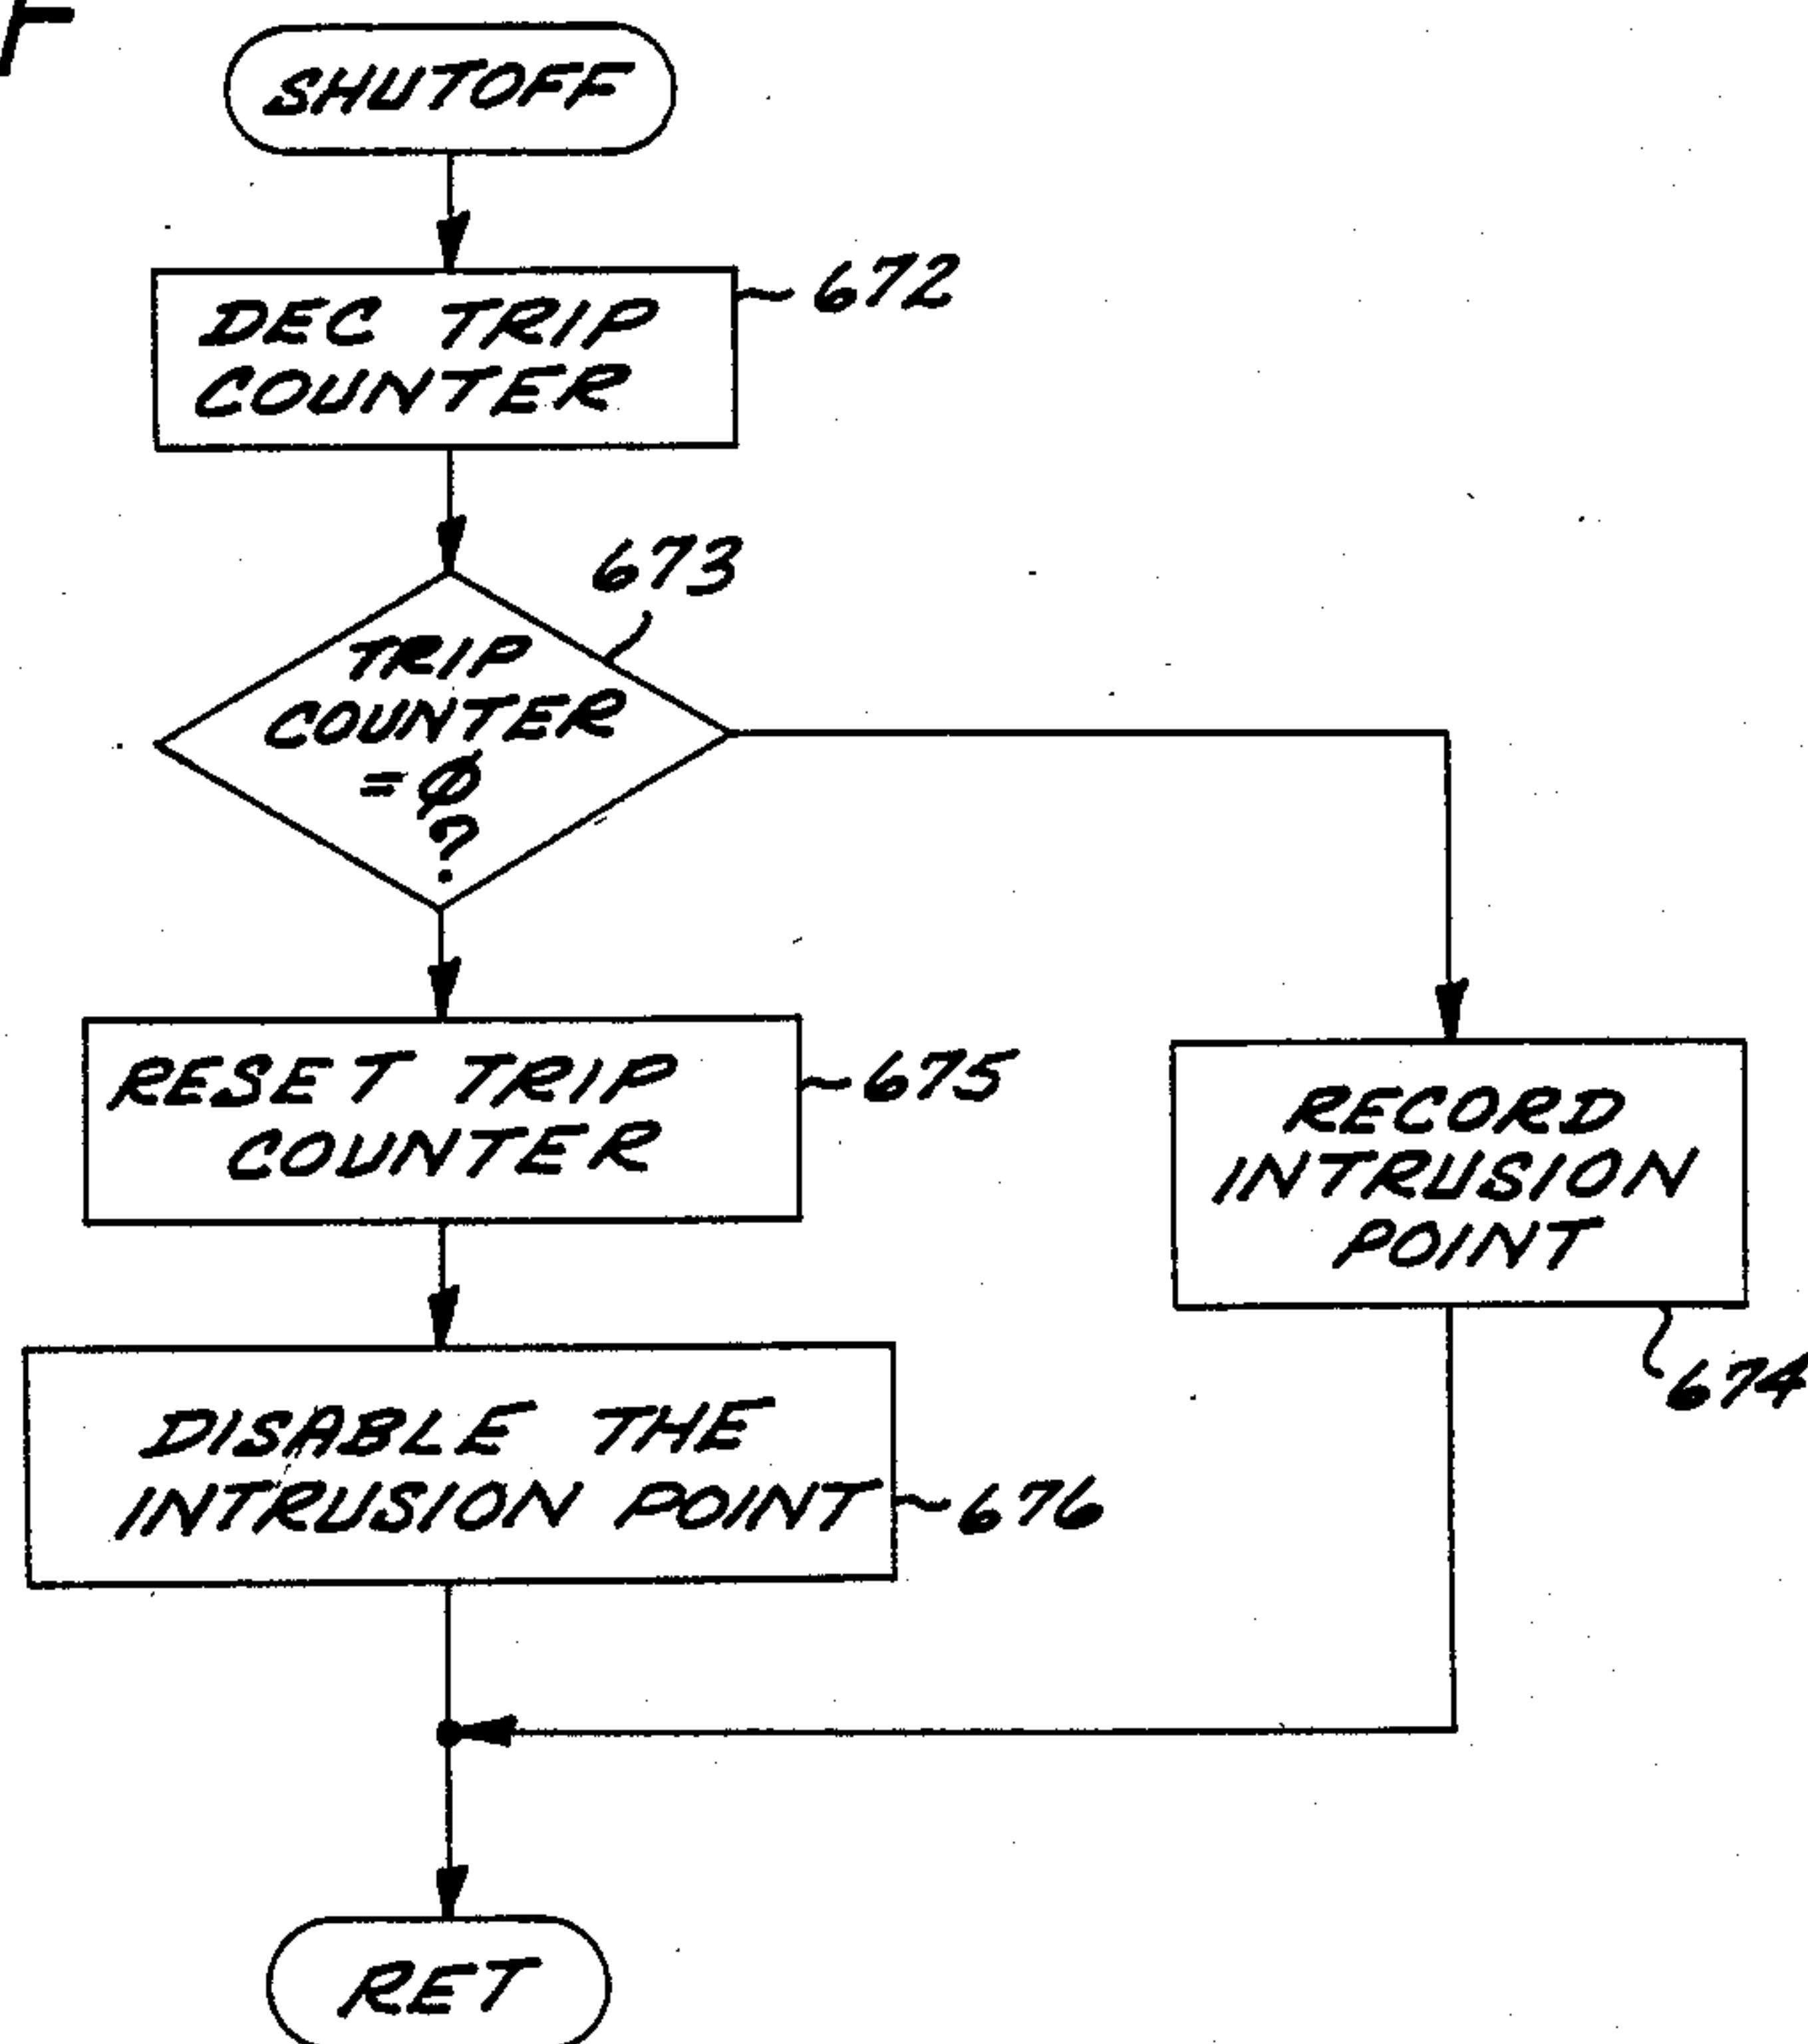 SHUTOFF
DEC TRIP
COUNTER
672
673
TRIP
COUNTER
=Ø
?
RESET TRIP
COUNTER
675
RECORD
INTRUSION
POINT
674
DISABLE THE
INTRUSION POINT
676
RET